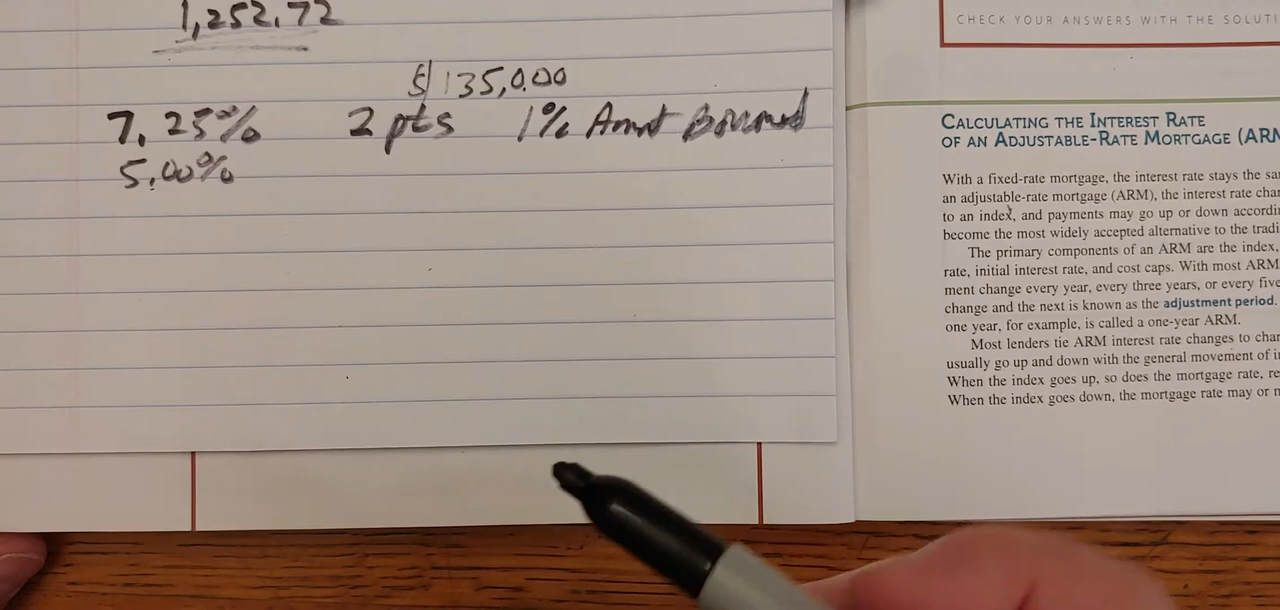 1,252.72
$135,0.00
7.25% 2 pts 1% Amnt Borrowed
5.00%
CHECK YOUR ANSWERS WITH THE SOLUTI
CALCULATING THE INTEREST RATE
OF AN ADJUSTABLE-RATE MORTGAGE (ARM
With a fixed-rate mortgage, the interest rate stays the sa
an adjustable-rate mortgage (ARM), the interest rate chan
to an index, and payments may go up or down accordi
become the most widely accepted alternative to the tradi
The primary components of an ARM are the index,
rate, initial interest rate, and cost caps. With most ARM
ment change every year, every three years, or every five
change and the next is known as the adjustment period.
one year, for example, is called a one-year ARM.
Most lenders tie ARM interest rate changes to char
usually go up and down with the general movement of i
When the index goes up, so does the mortgage rate, re
When the index goes down, the mortgage rate may or n